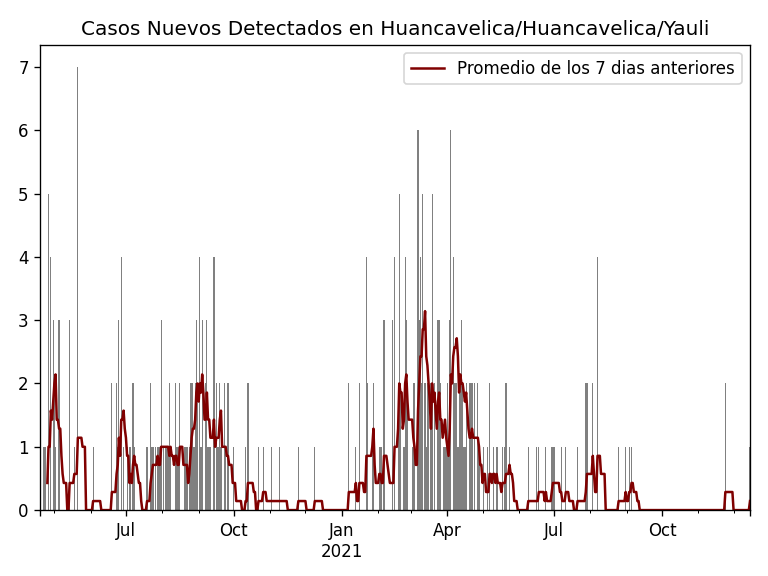 Casos Nuevos Detectados en Huancavelica/Huancavelica/Yauli
Promedio de los 7 dias anteriores
7
6
5
4
3
2
1
0
Jul
Oct
Jan
2021
Apr
Jul
Oct